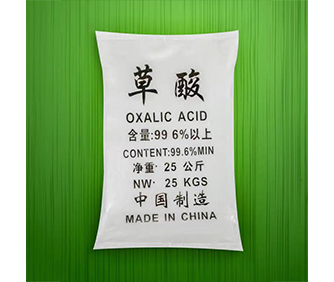 草酸
OXALIC ACID
含量:99.6%以上
CONTENT:99.6%MIN
净重· 25 公斤
NW· 25 KGS
中国制造
MADE IN CHINA